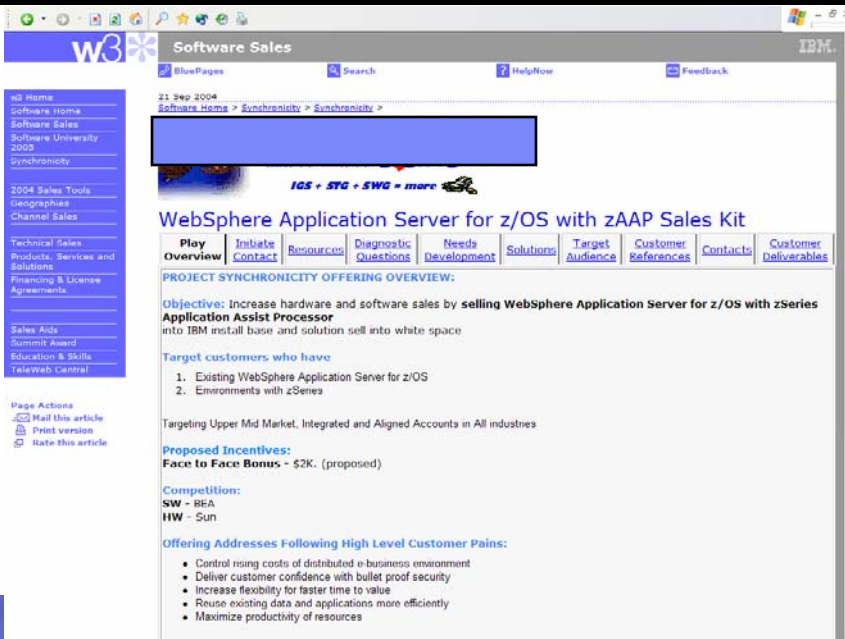 w3
Software Sales
IBM.
BluePages
Search
HelpNow
Feedback
w3 Home
Software Home
Software Sales
Software University 2005
Synchronicity
2004 Sales Tools
Geographies
Channel Sales
Technical Sales
Products, Services and Solutions
Financing & License Agreements
Sales Aids
Summit Award
Education & Skills
TeleWeb Central
Page Actions
Mail this article
Print version
Rate this article
21 Sep 2004
Software Home > Synchronicity > Synchronicity >
IGS + STG + SWG = more
WebSphere Application Server for z/OS with zAAP Sales Kit
Play Overview
Initiate Contact
Resources
Diagnostic Questions
Needs Development
Solutions
Target Audience
Customer References
Contacts
Customer Deliverables
PROJECT SYNCHRONICITY OFFERING OVERVIEW:
Objective: Increase hardware and software sales by selling WebSphere Application Server for z/OS with zSeries
Application Assist Processor
into IBM install base and solution sell into white space
Target customers who have
1. Existing WebSphere Application Server for z/OS
2. Environments with zSeries
Targeting Upper Mid Market, Integrated and Aligned Accounts in All industries
Proposed Incentives:
Face to Face Bonus - $2K. (proposed)
Competition:
SW - BEA
HW - Sun
Offering Addresses Following High Level Customer Pains:
• Control rising costs of distributed e-business environment
• Deliver customer confidence with bullet proof security
• Increase flexibility for faster time to value
• Reuse existing data and applications more efficiently
• Maximize productivity of resources